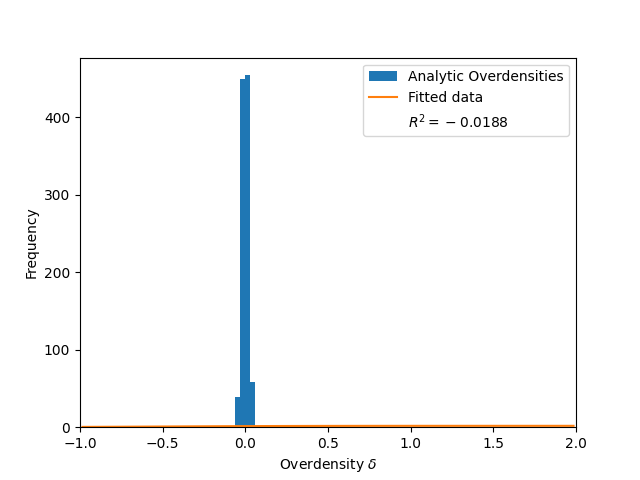 Analytic Overdensities
Fitted data
R² = − 0.0188
400
300
200
100
0
Frequency
−1.0 −0.5 0.0 0.5 1.0 1.5 2.0
Overdensity δ